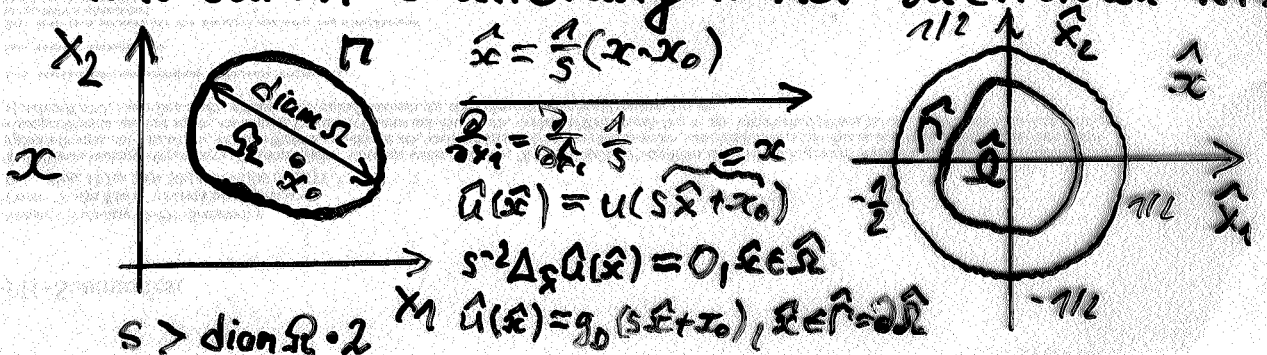 X₂
Γ
diam Ω
Ω
x₀
x
X₁
s > diam Ω · 2
x̂ = 1/s (x - x₀)
∂/∂xᵢ = ∂/∂x̂ᵢ 1/s
= x
û(x̂) = u(s x̂ + x₀)
s⁻² Δ_x̂ û(x̂) = 0, x̂ ∈ Ω̂
û(x̂) = g_D (s x̂ + x₀), x̂ ∈ Γ̂ = ∂Ω̂
1/2
x̂₂
x̂
Γ̂
Ω̂
-1/2
1/2
x̂₁
-1/2